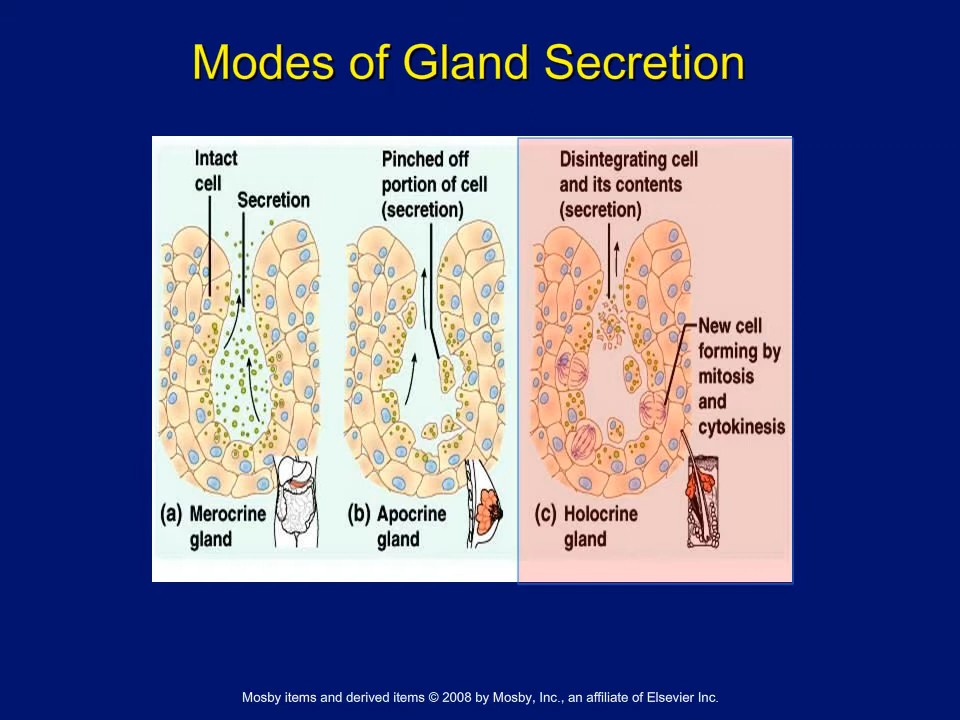 Modes of Gland Secretion
Intact
cell
Secretion
Pinched off
portion of cell
(secretion)
Disintegrating cell
and its contents
(secretion)
New cell
forming by
mitosis
and
cytokinesis
(a) Merocrine
gland
(b) Apocrine
gland
(c) Holocrine
gland
Mosby items and derived items © 2008 by Mosby, Inc., an affiliate of Elsevier Inc.